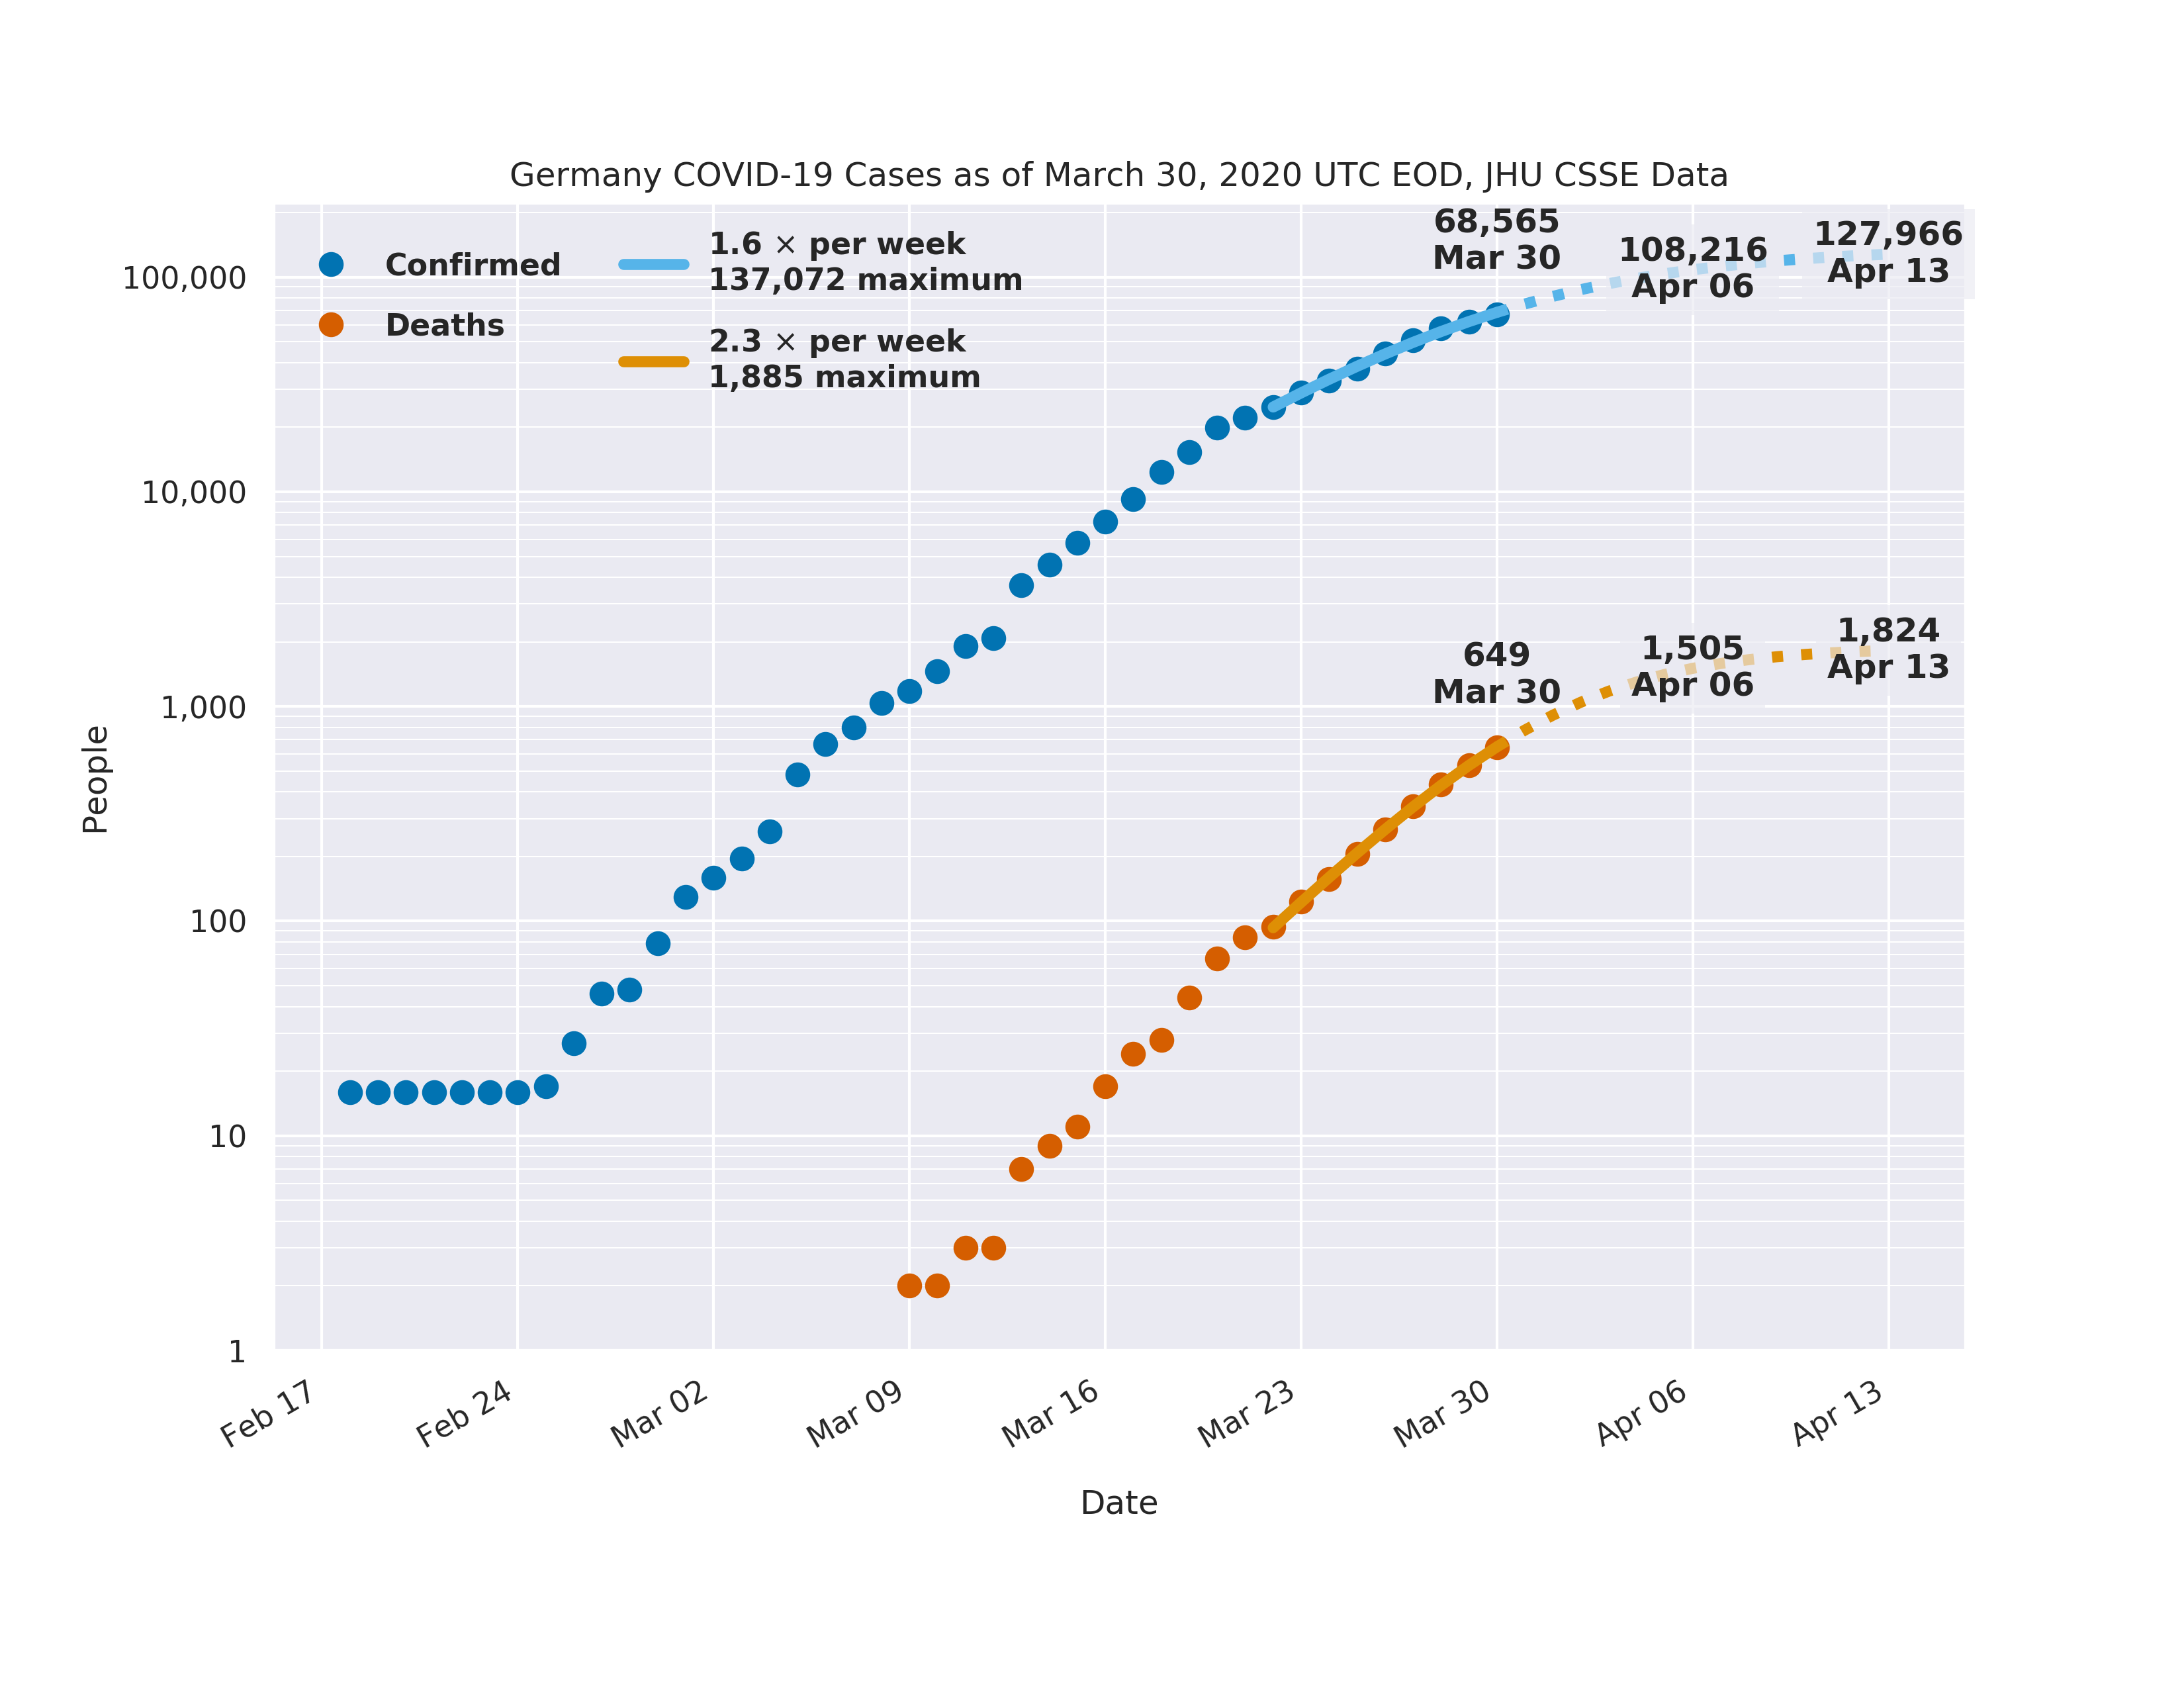 Germany COVID-19 Cases as of March 30, 2020 UTC EOD, JHU CSSE Data
Confirmed
Deaths
1.6 × per week
137,072 maximum
2.3 × per week
1,885 maximum
68,565
Mar 30
108,216
Apr 06
127,966
Apr 13
649
Mar 30
1,505
Apr 06
1,824
Apr 13
People
100,000
10,000
1,000
100
10
1
Feb 17
Feb 24
Mar 02
Mar 09
Mar 16
Mar 23
Mar 30
Apr 06
Apr 13
Date